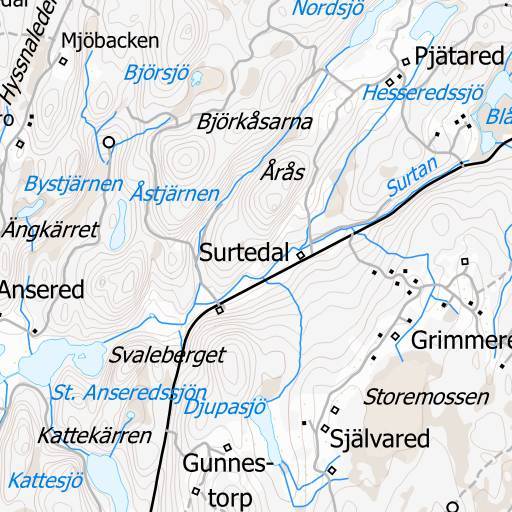 Nordsjö
Hyssnaleden
Mjöbacken
Pjätared
Björsjö
Hesseredssjö
Björkåsarna
Årås
Bystjärnen
Åstjärnen
Surtan
Ängkärret
Surtedal
Ansered
Grimmere
Svaleberget
St. Anseredssjön
Storemossen
Djupasjö
Kattekärren
Självared
Gunnes-
torp
Kattesjö